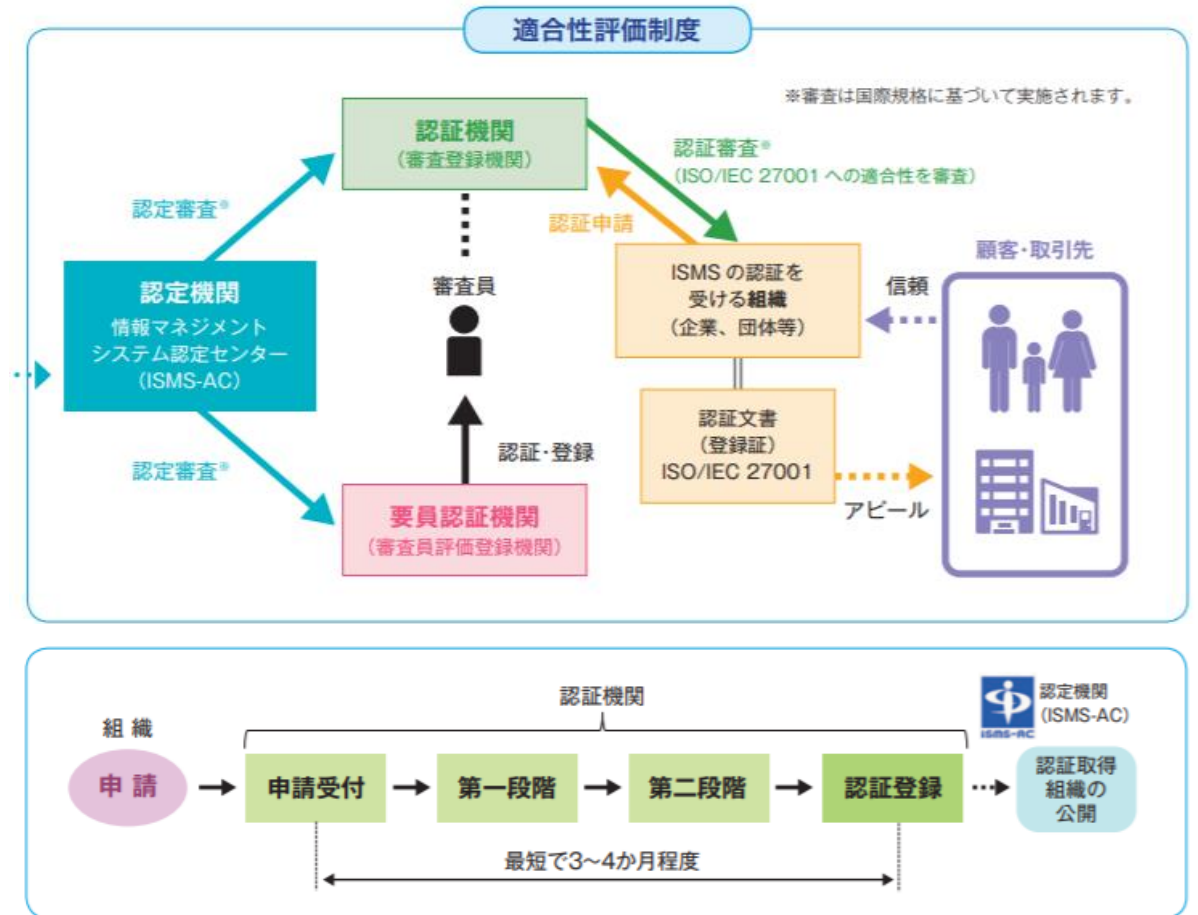 適合性評価制度
※審査は国際規格に基づいて実施されます。
認証機関
(審査登録機関)
認証審査※
(ISO/IEC 27001 への適合性を審査)
認定審査※
認証申請
認定機関
情報マネジメント
システム認定センター
(ISMS-AC)
審査員
ISMS の認証を
受ける組織
(企業、団体等)
信頼
顧客・取引先
認定審査※
認証・登録
認証文書
(登録証)
ISO/IEC 27001
アピール
要員認証機関
(審査員評価登録機関)
認証機関
ISMS-AC
認定機関
(ISMS-AC)
組織
申請
申請受付
第一段階
第二段階
認証登録
認証取得
組織の
公開
最短で3~4か月程度